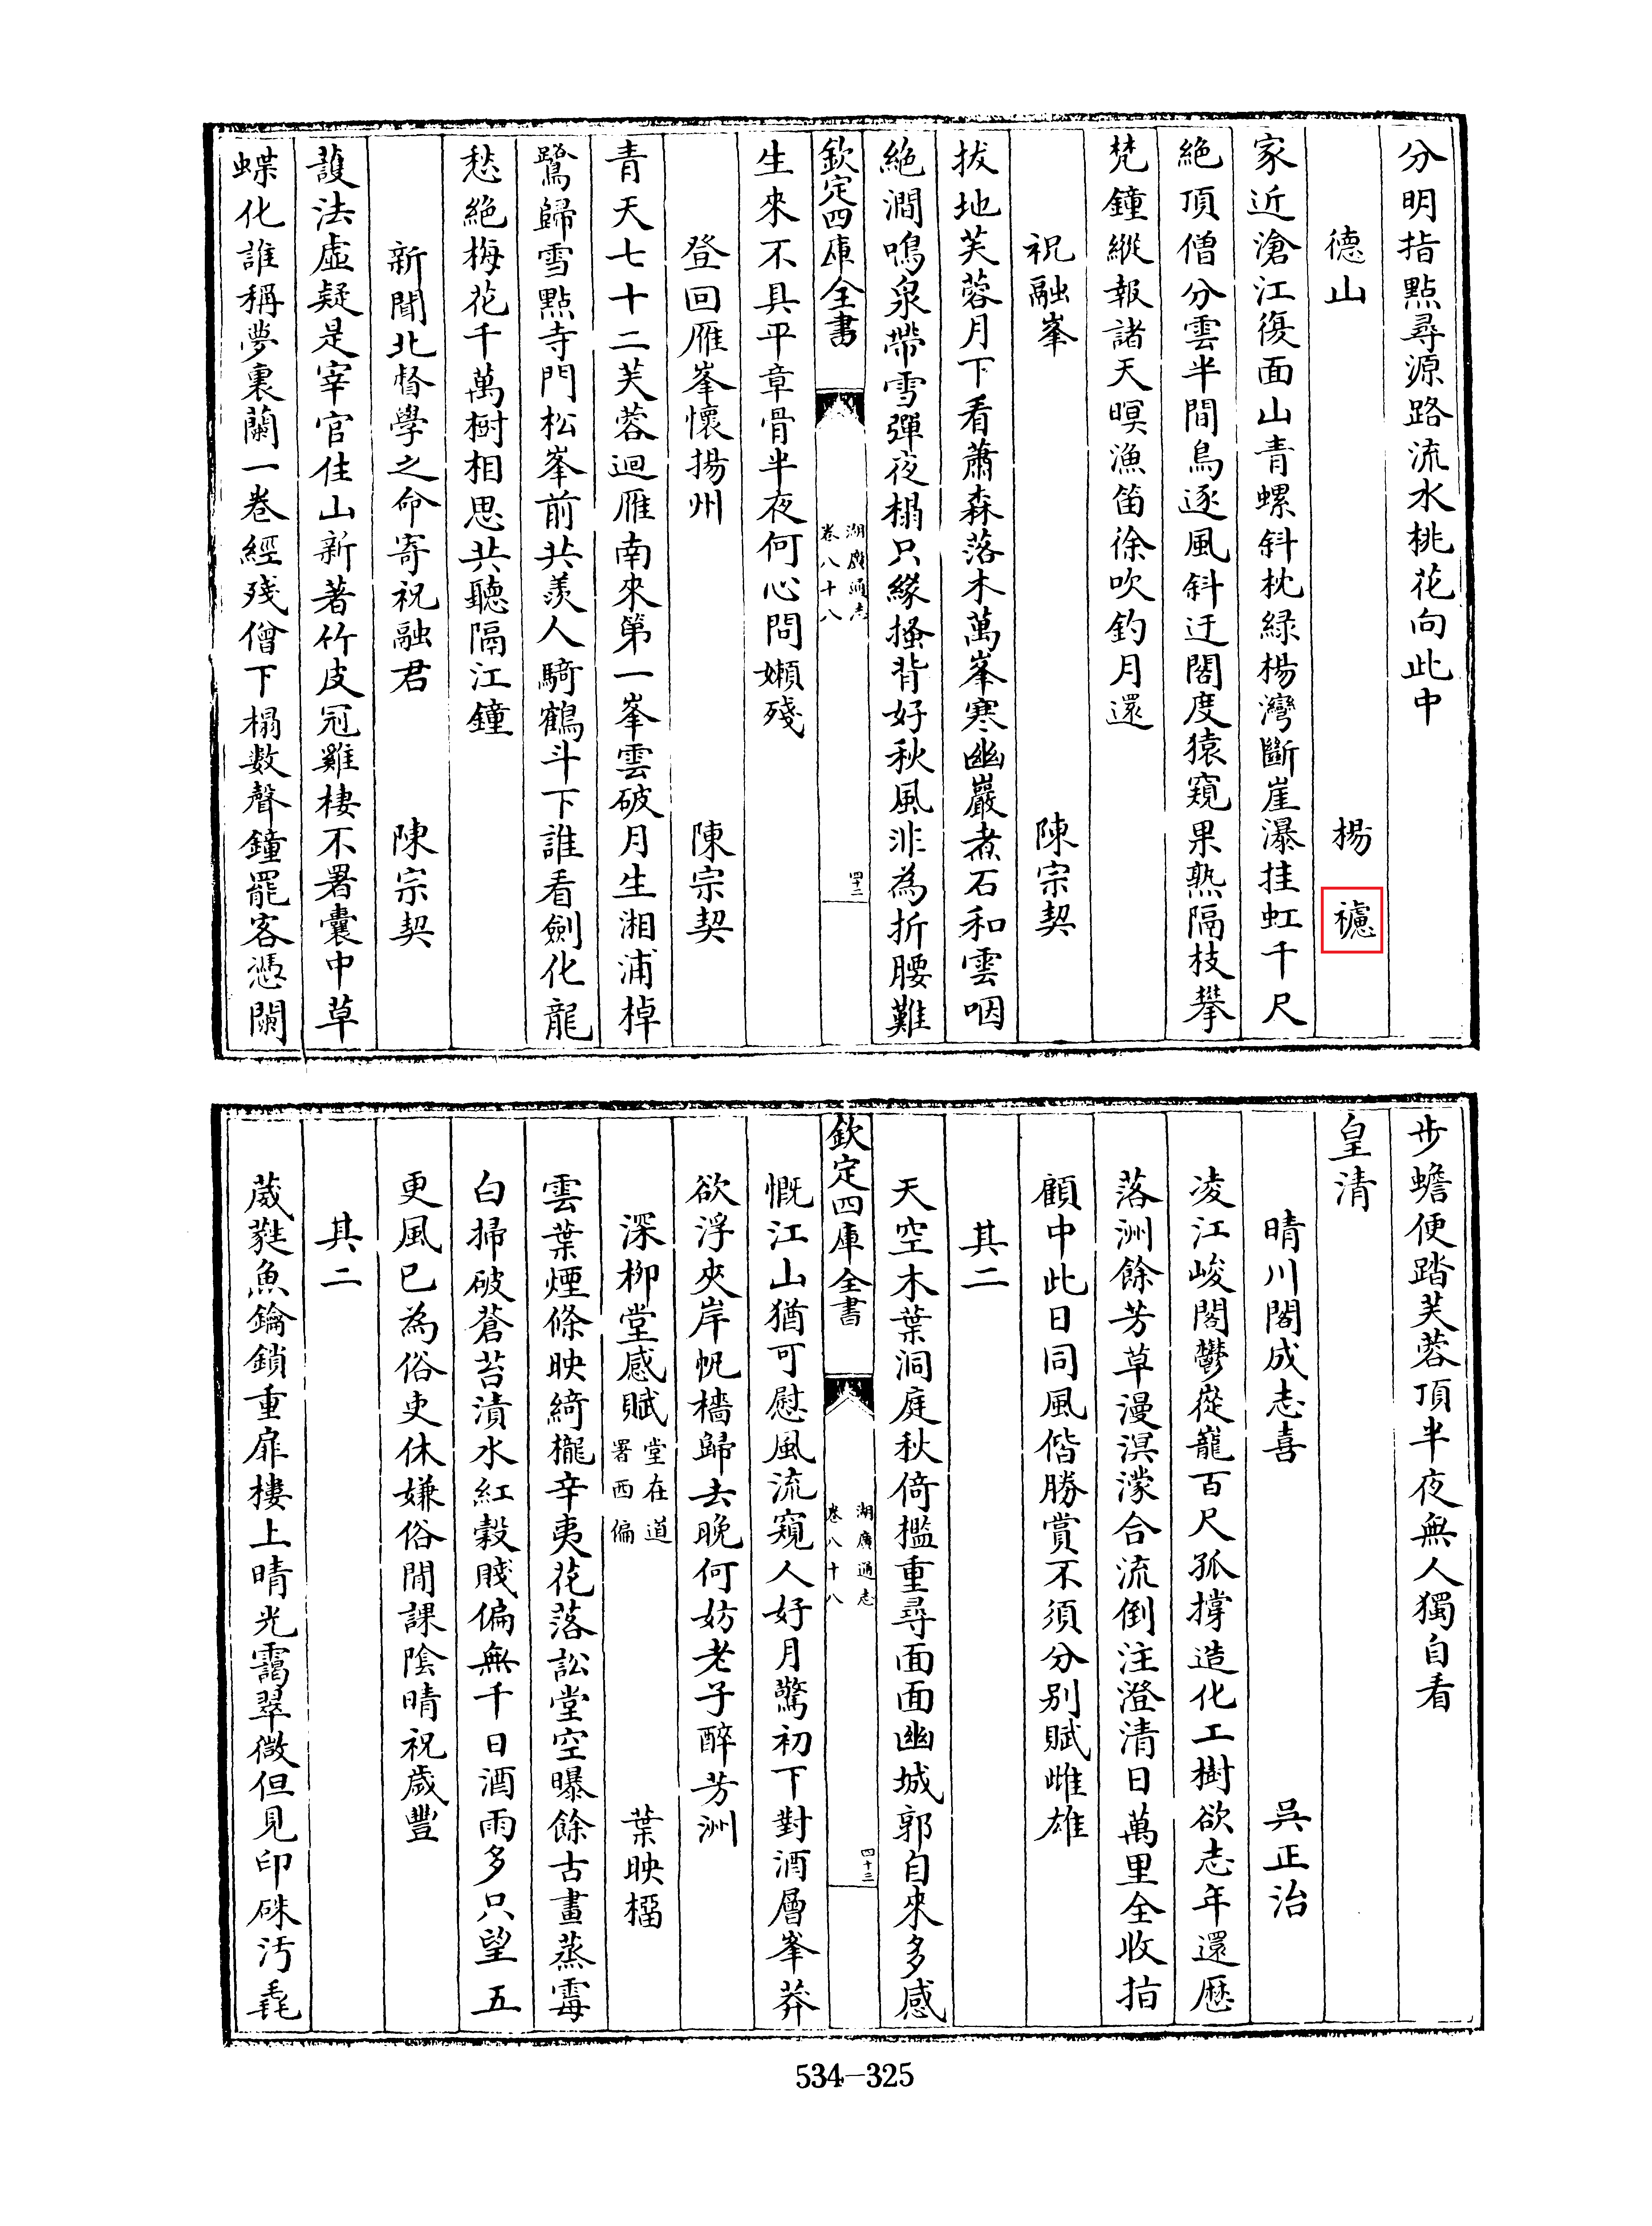 分明指點尋源路流水桃花向此中
德山 楊
家近滄江復面山青螺斜枕綠楊灣斷崖瀑挂虹千尺
絶頂僧分雲半間鳥逐風斜迂閣度猿窺果熟隔枝攀
梵鐘縱報諸天暝漁笛徐吹釣月還
祝融峯 陳宗契
拔地芙蓉月下看蕭森落木萬峯寒幽巖煮石和雲咽
絶澗鳴泉帶雪彈夜榻只緣搔背好秋風非為折腰難
欽定四庫全書
湖廣通志
卷八十八
四十二
生來不具平章骨半夜何心問嬾殘
登回雁峯懷揚州 陳宗契
青天七十二芙蓉迴雁南來第一峯雲破月生湘浦棹
鷺歸雪點寺門松峯前共羨人騎鶴斗下誰看劍化龍
愁絶梅花千萬樹相思共聽隔江鐘
新聞北督學之命寄祝融君 陳宗契
護法虛疑是宰官住山新著竹皮冠雞棲不署囊中草
蝶化誰稱夢裏蘭一卷經殘僧下榻数聲鐘罷客憑闌
步蟾便踏芙蓉頂半夜無人獨自看
皇清
晴川閣成志喜 吳正治
凌江峻閣鬱嵸巃百尺孤撐造化工樹欲志年還歷
落洲餘芳草漫溟濛合流倒注澄清日萬里全收指
顧中此日同風偕勝賞不須分别賦雌雄
其二
天空木葉洞庭秋倚檻重尋面面幽城郭自來多感
欽定四庫全書
湖廣通志
卷八十八
四十三
慨江山猶可慰風流窺人好月驚初下對酒層峯莽
欲浮夾岸帆檣歸去晚何妨老子醉芳洲
深柳堂感賦 堂在道署西偏 葉映榴
雲葉煙條映綺櫳辛夷花落訟堂空曝餘古畫蒸霉
白掃破蒼苔漬水紅穀賤偏無千日酒雨多只望五
更風已為俗吏休嫌俗閒課陰晴祝歲豐
其二
葳蕤魚鑰鎖重扉樓上晴光靄翠微但見印硃汚毳
534—325